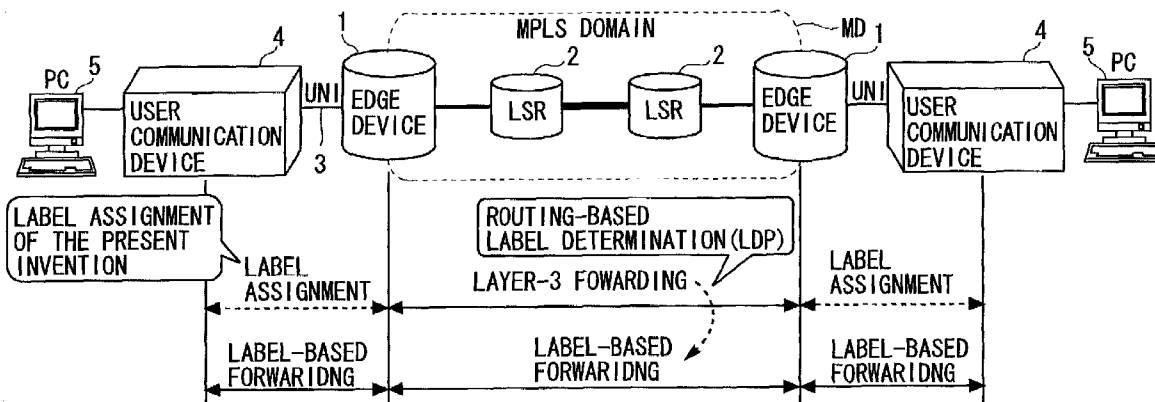 MPLS DOMAIN
MD
1
1
2
2
4
4
5
5
PC
PC
USER
COMMUNICATION
DEVICE
UNI
3
EDGE
DEVICE
LSR
LSR
EDGE
DEVICE
UNI
USER
COMMUNICATION
DEVICE
LABEL ASSIGNMENT
OF THE PRESENT
INVENTION
ROUTING-BASED
LABEL DETERMINATION(LDP)
LABEL
ASSIGNMENT
LAYER-3 FOWARDING
LABEL
ASSIGNMENT
LABEL-BASED
FORWARIDNG
LABEL-BASED
FORWARIDNG
LABEL-BASED
FORWARIDNG